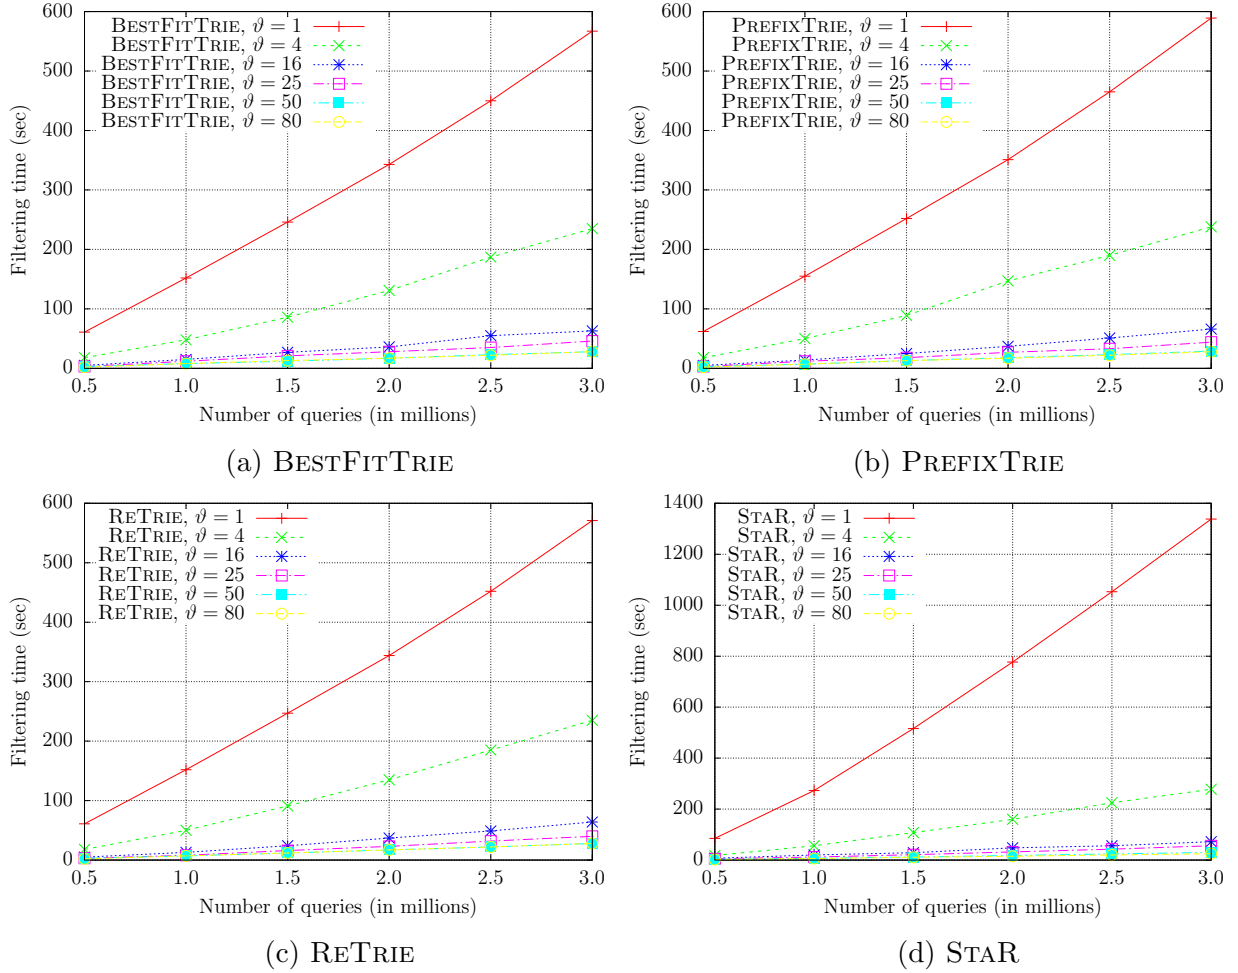 600
500
400
300
200
100
0
Filtering time (sec)
BESTFITTRIE, ϑ = 1
BESTFITTRIE, ϑ = 4
BESTFITTRIE, ϑ = 16
BESTFITTRIE, ϑ = 25
BESTFITTRIE, ϑ = 50
BESTFITTRIE, ϑ = 80
0.5 1.0 1.5 2.0 2.5 3.0
Number of queries (in millions)
(a) BESTFITTRIE
600
500
400
300
200
100
0
Filtering time (sec)
PREFIXTRIE, ϑ = 1
PREFIXTRIE, ϑ = 4
PREFIXTRIE, ϑ = 16
PREFIXTRIE, ϑ = 25
PREFIXTRIE, ϑ = 50
PREFIXTRIE, ϑ = 80
0.5 1.0 1.5 2.0 2.5 3.0
Number of queries (in millions)
(b) PREFIXTRIE
600
500
400
300
200
100
0
Filtering time (sec)
RETRIE, ϑ = 1
RETRIE, ϑ = 4
RETRIE, ϑ = 16
RETRIE, ϑ = 25
RETRIE, ϑ = 50
RETRIE, ϑ = 80
0.5 1.0 1.5 2.0 2.5 3.0
Number of queries (in millions)
(c) RETRIE
1400
1200
1000
800
600
400
200
0
Filtering time (sec)
STAR, ϑ = 1
STAR, ϑ = 4
STAR, ϑ = 16
STAR, ϑ = 25
STAR, ϑ = 50
STAR, ϑ = 80
0.5 1.0 1.5 2.0 2.5 3.0
Number of queries (in millions)
(d) STAR